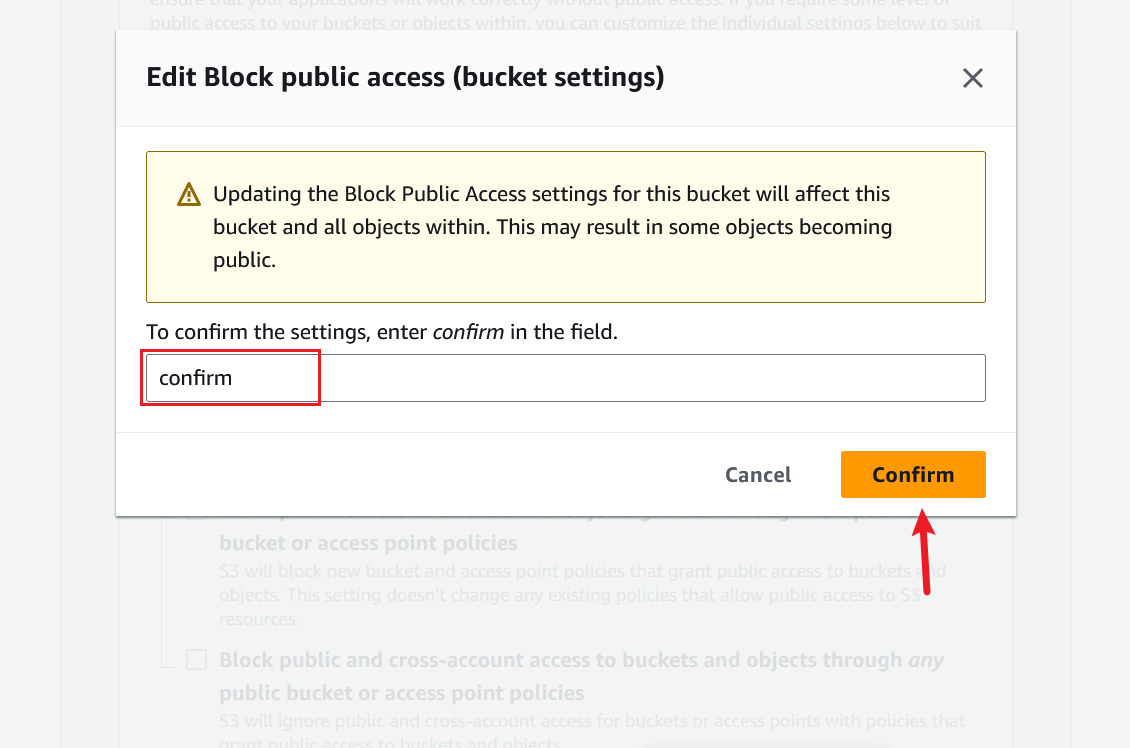 ensure that your applications will work correctly without public access. If you require some level of
public access to your buckets or objects within, you can customize the individual settings below to suit
Edit Block public access (bucket settings)
Updating the Block Public Access settings for this bucket will affect this
bucket and all objects within. This may result in some objects becoming
public.
To confirm the settings, enter confirm in the field.
confirm
Cancel
Confirm
bucket or access point policies
S3 will block new bucket and access point policies that grant public access to buckets and
objects. This setting doesn't change any existing policies that allow public access to S3
resources.
Block public and cross-account access to buckets and objects through any
public bucket or access point policies
S3 will ignore public and cross-account access for buckets or access points with policies that
grant public access to buckets and objects.